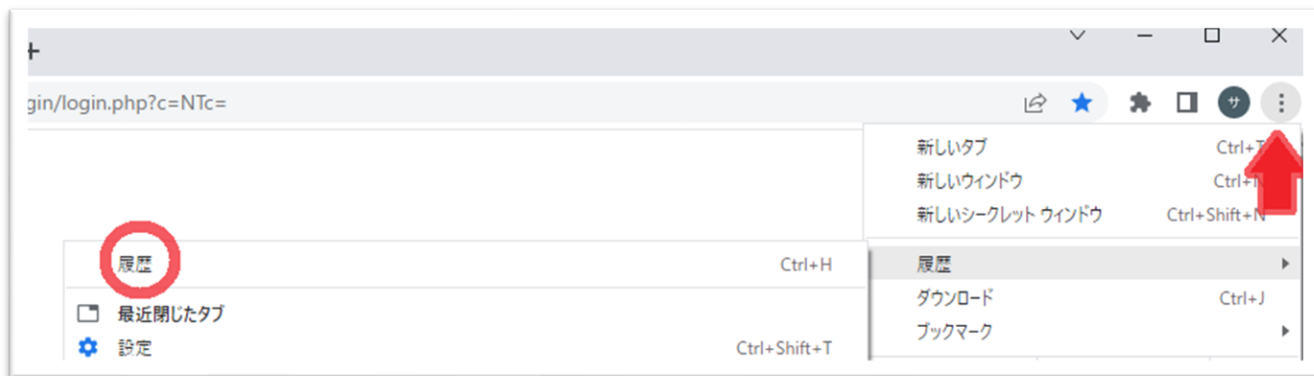 gin/login.php?c=NTc=
サ
新しいタブ Ctrl+T
新しいウィンドウ Ctrl+N
新しいシークレット ウィンドウ Ctrl+Shift+N
履歴 Ctrl+H
履歴
ダウンロード Ctrl+J
最近閉じたタブ
ブックマーク
設定 Ctrl+Shift+T